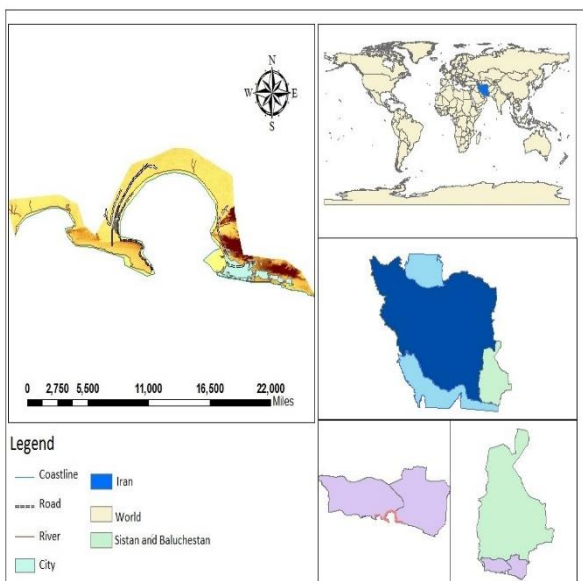 N
W E
S
0 2,750 5,500 11,000 16,500 22,000
Miles
Legend
Coastline
Road
River
City
Iran
World
Sistan and Baluchestan